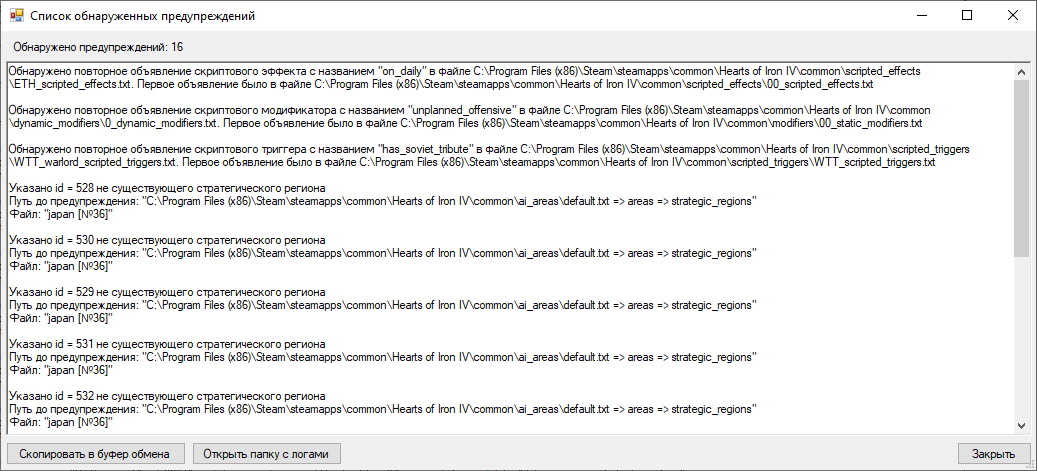 Список обнаруженных предупреждений
Обнаружено предупреждений: 16
Обнаружено повторное объявление скриптового эффекта с названием "on_daily" в файле C:\Program Files (x86)\Steam\steamapps\common\Hearts of Iron IV\common\scripted_effects
\ETH_scripted_effects.txt. Первое объявление было в файле C:\Program Files (x86)\Steam\steamapps\common\Hearts of Iron IV\common\scripted_effects\00_scripted_effects.txt
Обнаружено повторное объявление скриптового модификатора с названием "unplanned_offensive" в файле C:\Program Files (x86)\Steam\steamapps\common\Hearts of Iron IV\common
\dynamic_modifiers\0_dynamic_modifiers.txt. Первое объявление было в файле C:\Program Files (x86)\Steam\steamapps\common\Hearts of Iron IV\common\modifiers\00_static_modifiers.txt
Обнаружено повторное объявление скриптового триггера с названием "has_soviet_tribute" в файле C:\Program Files (x86)\Steam\steamapps\common\Hearts of Iron IV\common\scripted_triggers
\WTT_warlord_scripted_triggers.txt. Первое объявление было в файле C:\Program Files (x86)\Steam\steamapps\common\Hearts of Iron IV\common\scripted_triggers\WTT_scripted_triggers.txt
Указано id = 528 не существующего стратегического региона
Путь до предупреждения: "C:\Program Files (x86)\Steam\steamapps\common\Hearts of Iron IV\common\ai_areas\default.txt => areas => strategic_regions"
Файл: "japan [№36]"
Указано id = 530 не существующего стратегического региона
Путь до предупреждения: "C:\Program Files (x86)\Steam\steamapps\common\Hearts of Iron IV\common\ai_areas\default.txt => areas => strategic_regions"
Файл: "japan [№36]"
Указано id = 529 не существующего стратегического региона
Путь до предупреждения: "C:\Program Files (x86)\Steam\steamapps\common\Hearts of Iron IV\common\ai_areas\default.txt => areas => strategic_regions"
Файл: "japan [№36]"
Указано id = 531 не существующего стратегического региона
Путь до предупреждения: "C:\Program Files (x86)\Steam\steamapps\common\Hearts of Iron IV\common\ai_areas\default.txt => areas => strategic_regions"
Файл: "japan [№36]"
Указано id = 532 не существующего стратегического региона
Путь до предупреждения: "C:\Program Files (x86)\Steam\steamapps\common\Hearts of Iron IV\common\ai_areas\default.txt => areas => strategic_regions"
Файл: "japan [№36]"
Скопировать в буфер обмена
Открыть папку с логами
Закрыть